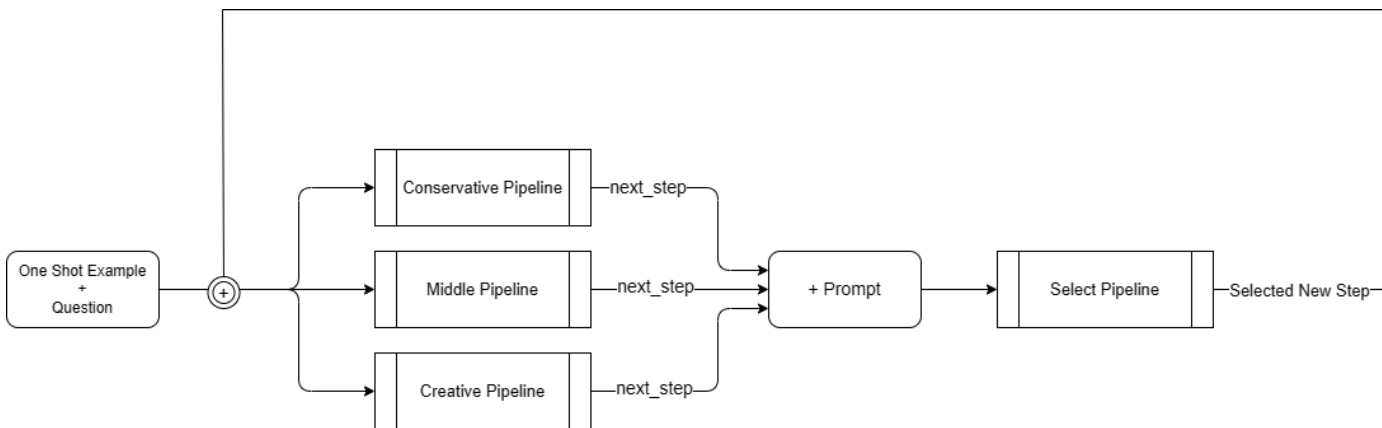 One Shot Example
+
Question
+
Conservative Pipeline
next_step
Middle Pipeline
next_step
Creative Pipeline
next_step
+ Prompt
Select Pipeline
Selected New Step